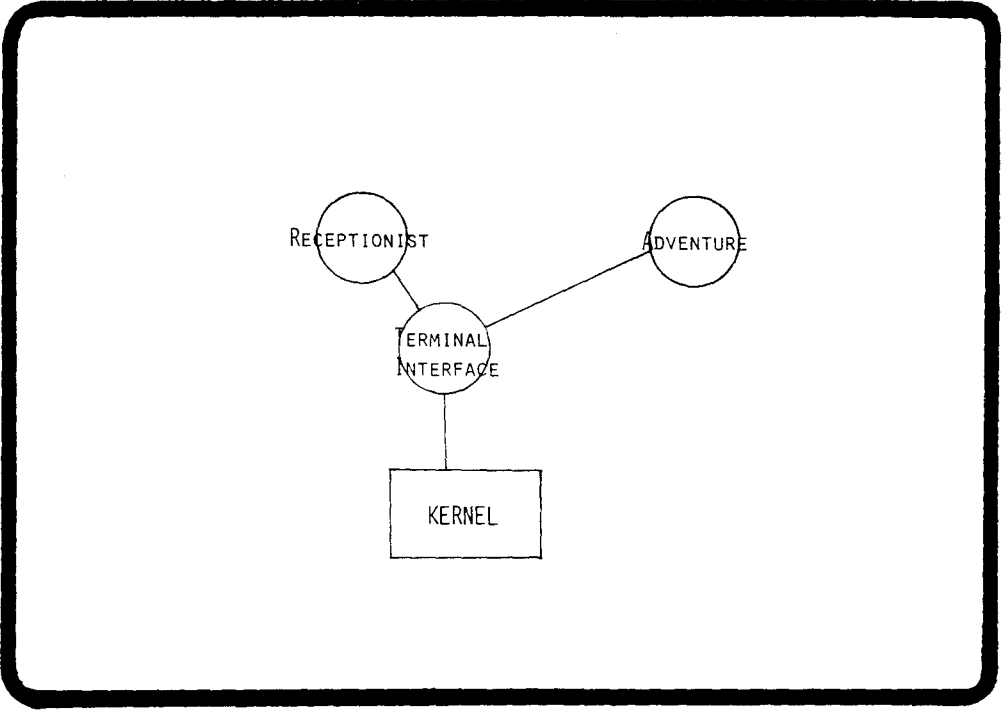 RECEPTIONIST
ADVENTURE
TERMINAL
INTERFACE
KERNEL